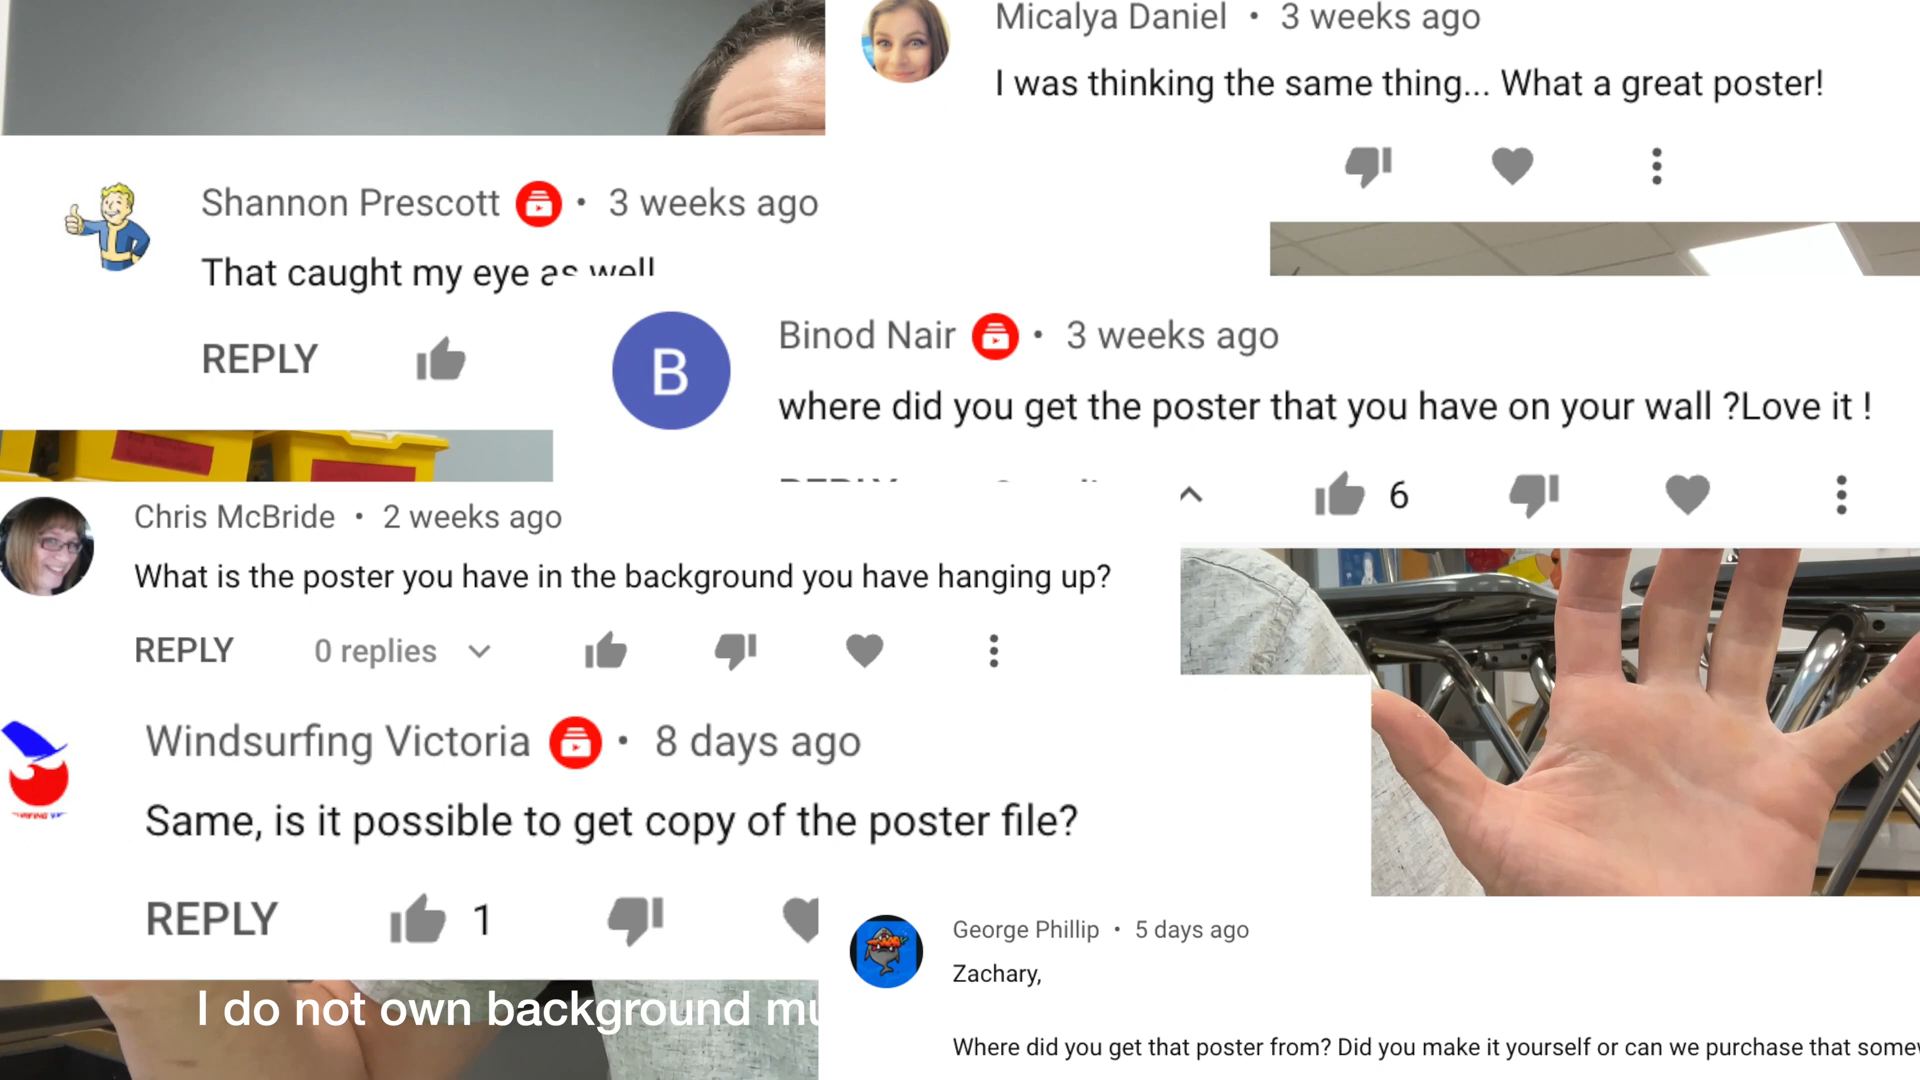 Micalya Daniel • 3 weeks ago
I was thinking the same thing... What a great poster!
Shannon Prescott • 3 weeks ago
That caught my eye as well
REPLY
B
Binod Nair • 3 weeks ago
where did you get the poster that you have on your wall ?Love it !
6
Chris McBride • 2 weeks ago
What is the poster you have in the background you have hanging up?
REPLY 0 replies
Windsurfing Victoria • 8 days ago
Same, is it possible to get copy of the poster file?
REPLY 1
I do not own background
George Phillip • 5 days ago
Zachary,
Where did you get that poster from? Did you make it yourself or can we purchase that